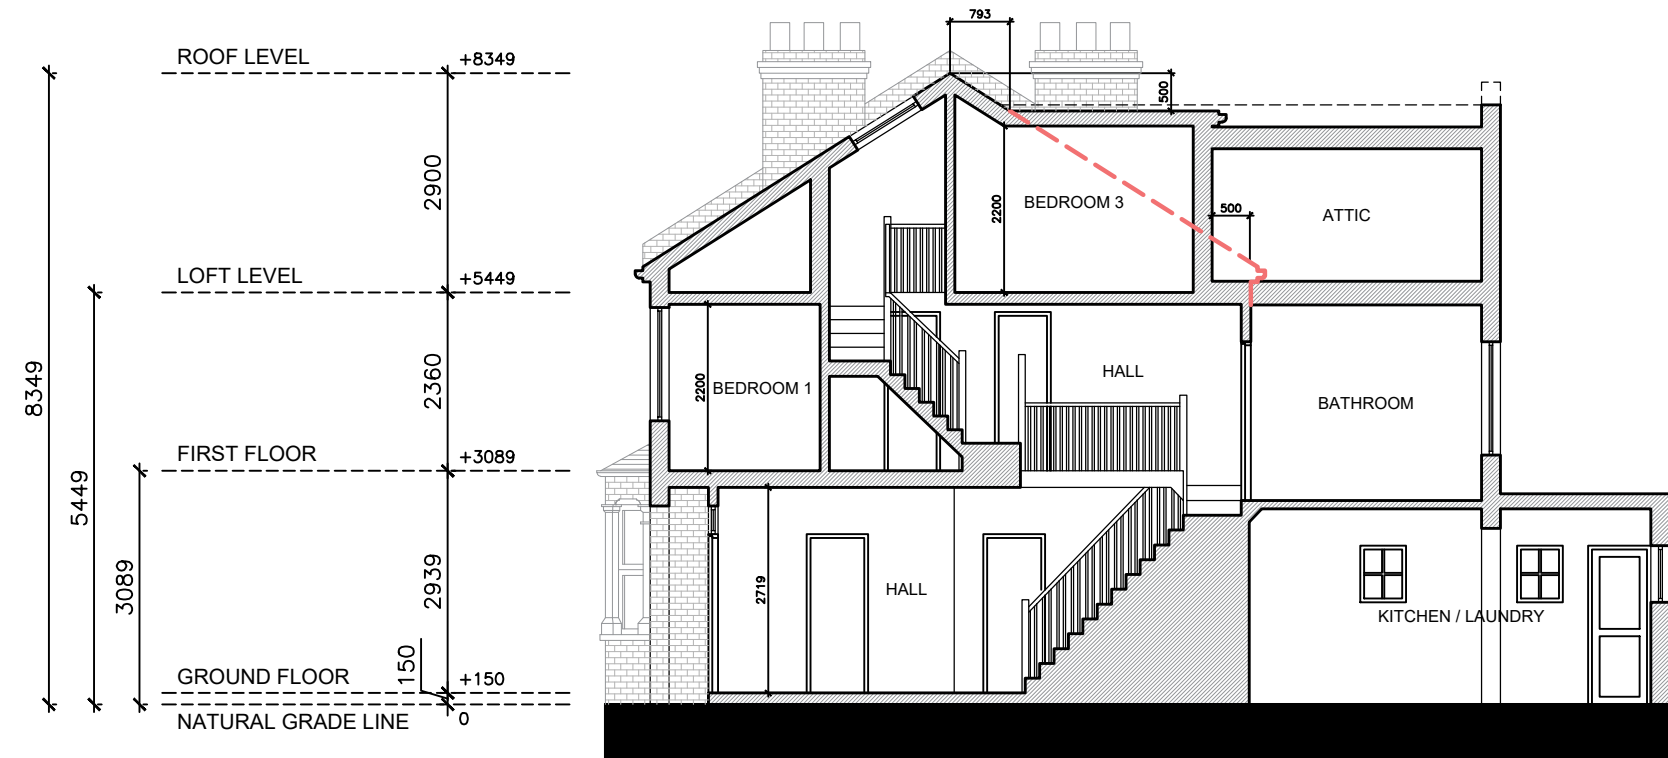 793
ROOF LEVEL
+8349
500
2900
2200
BEDROOM 3
500
ATTIC
LOFT LEVEL
+5449
8349
2360
2200
BEDROOM 1
HALL
BATHROOM
5449
FIRST FLOOR
+3089
3089
2939
2719
HALL
KITCHEN / LAUNDRY
150
GROUND FLOOR
+150
NATURAL GRADE LINE
0